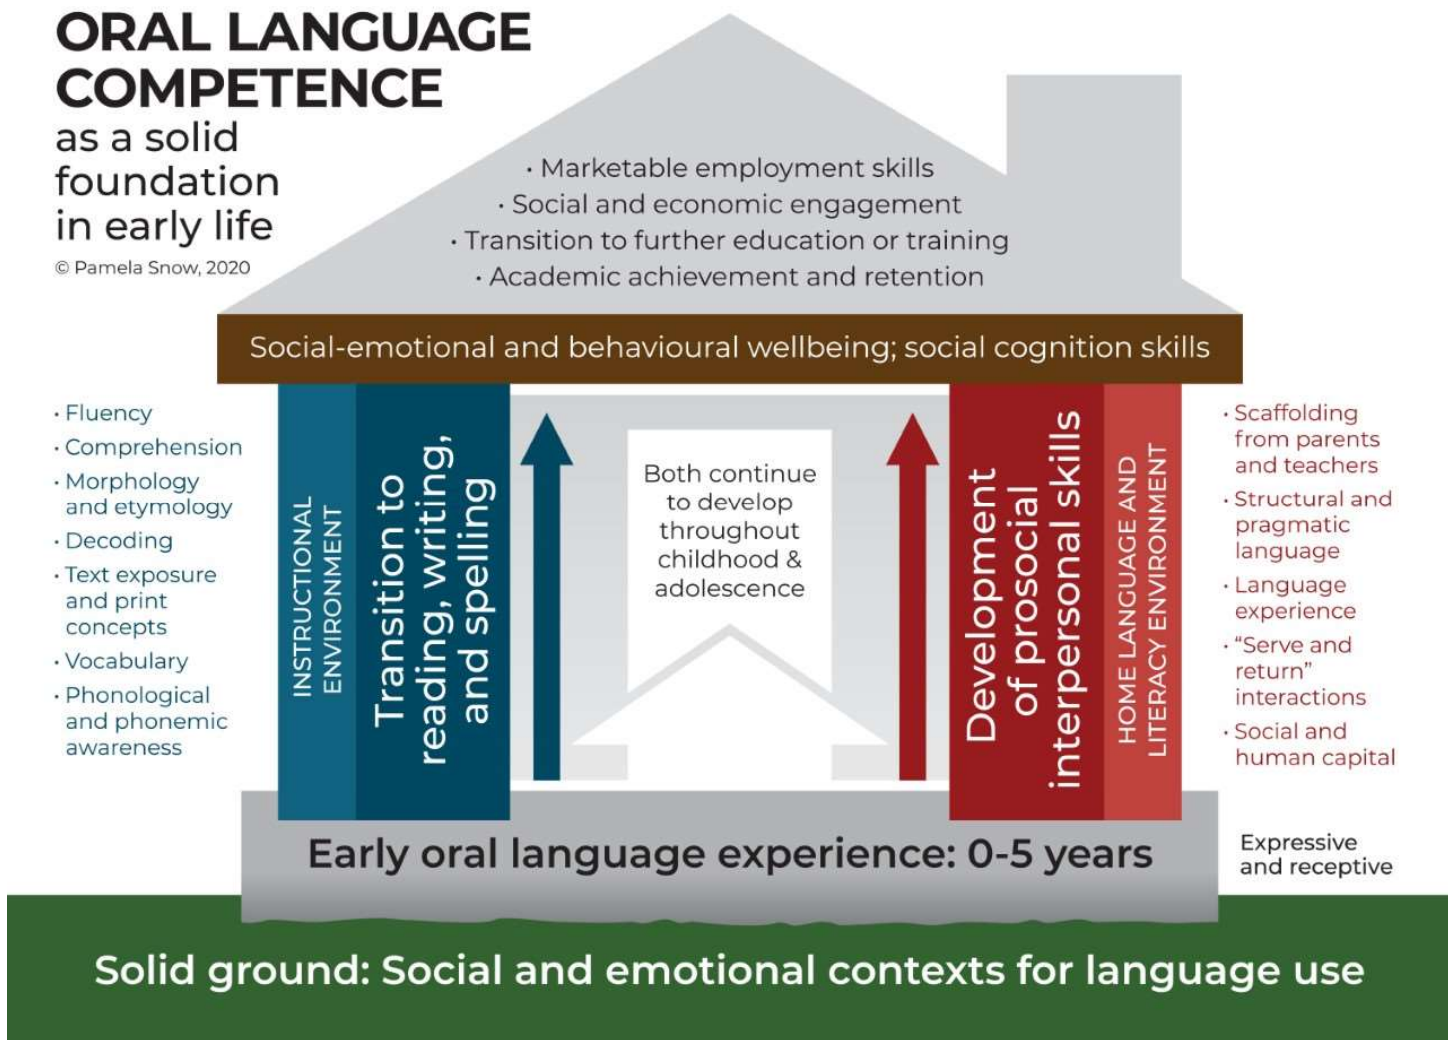 ORAL LANGUAGE
COMPETENCE
as a solid
foundation
in early life
© Pamela Snow, 2020
· Marketable employment skills
· Social and economic engagement
· Transition to further education or training
· Academic achievement and retention
Social-emotional and behavioural wellbeing; social cognition skills
· Fluency
· Comprehension
· Morphology
and etymology
· Decoding
· Text exposure
and print
concepts
· Vocabulary
· Phonological
and phonemic
awareness
INSTRUCTIONAL
ENVIRONMENT
Transition to
reading, writing,
and spelling
Both continue
to develop
throughout
childhood &
adolescence
Development
of prosocial
interpersonal skills
HOME LANGUAGE AND
LITERACY ENVIRONMENT
· Scaffolding
from parents
and teachers
· Structural and
pragmatic
language
· Language
experience
· “Serve and
return”
interactions
· Social and
human capital
Early oral language experience: 0-5 years
Expressive
and receptive
Solid ground: Social and emotional contexts for language use